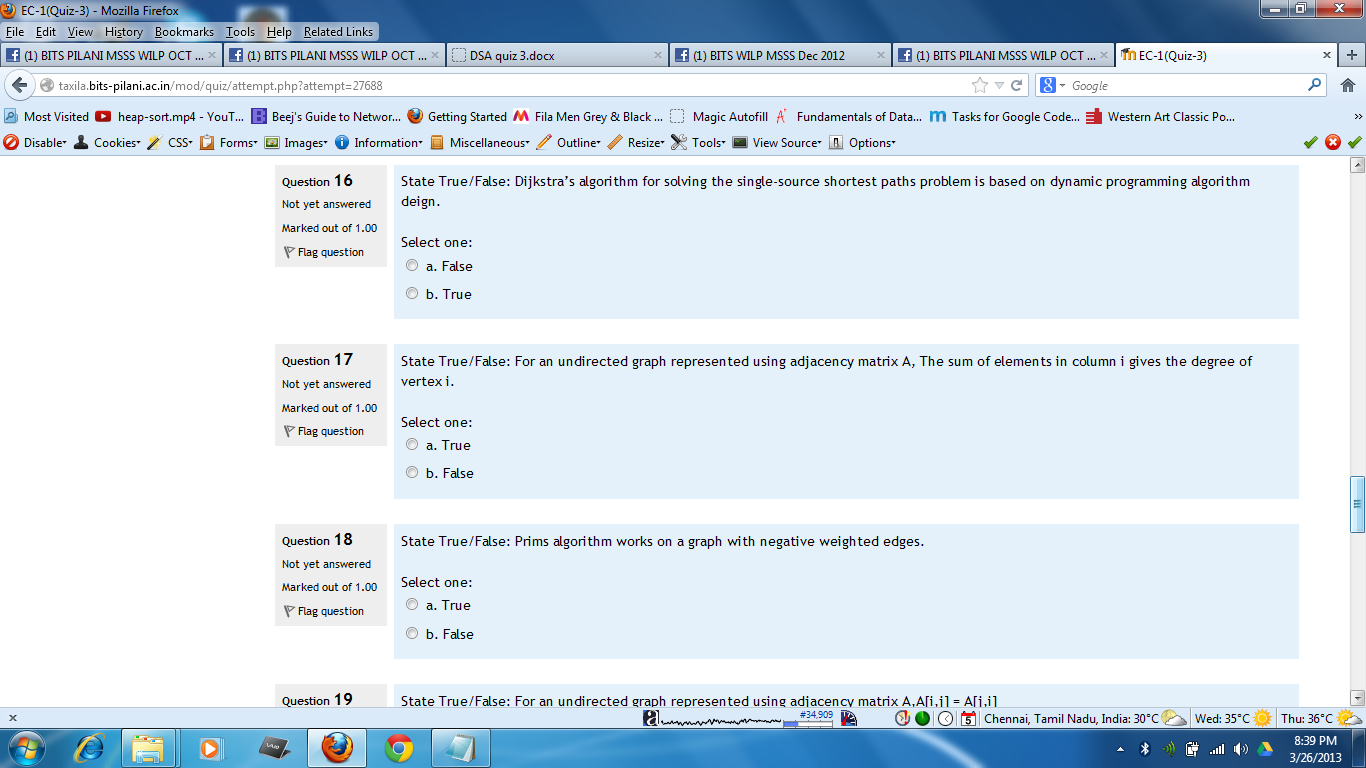 EC-1(Quiz-3) - Mozilla Firefox
File Edit View History Bookmarks Tools Help Related Links
(1) BITS PILANI MSSS WILP OCT ... (1) BITS PILANI MSSS WILP OCT ... DSA quiz 3.docx (1) BITS WILP MSSS Dec 2012 (1) BITS PILANI MSSS WILP OCT ... EC-1(Quiz-3)
taxila.bits-pilani.ac.in/mod/quiz/attempt.php?attempt=27688 Google
Most Visited heap-sort.mp4 - YouT... Beej's Guide to Networ... Getting Started Fila Men Grey & Black ... Magic Autofill Fundamentals of Data... Tasks for Google Code... Western Art Classic Po...
Disable Cookies CSS Forms Images Information Miscellaneous Outline Resize Tools View Source Options
Question 16
Not yet answered
Marked out of 1.00
Flag question
State True/False: Dijkstra's algorithm for solving the single-source shortest paths problem is based on dynamic programming algorithm
deign.
Select one:
a. False
b. True
Question 17
Not yet answered
Marked out of 1.00
Flag question
State True/False: For an undirected graph represented using adjacency matrix A, The sum of elements in column i gives the degree of
vertex i.
Select one:
a. True
b. False
Question 18
Not yet answered
Marked out of 1.00
Flag question
State True/False: Prims algorithm works on a graph with negative weighted edges.
Select one:
a. True
b. False
Question 19
State True/False: For an undirected graph represented using adjacency matrix A,A[i,j] = A[j,i]
#34,909 Chennai, Tamil Nadu, India: 30°C Wed: 35°C Thu: 36°C
8:39 PM
3/26/2013